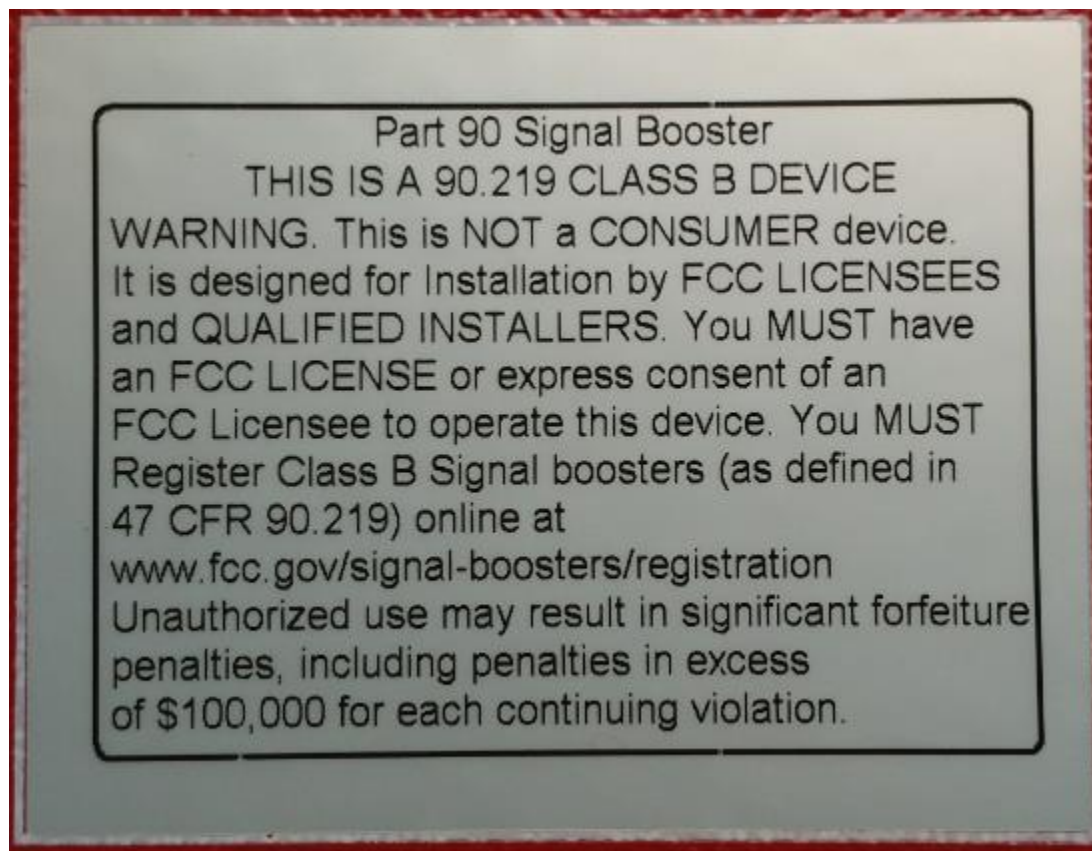 Part 90 Signal Booster
THIS IS A 90.219 CLASS B DEVICE
WARNING. This is NOT a CONSUMER device.
It is designed for Installation by FCC LICENSEES
and QUALIFIED INSTALLERS. You MUST have
an FCC LICENSE or express consent of an
FCC Licensee to operate this device. You MUST
Register Class B Signal boosters (as defined in
47 CFR 90.219) online at
www.fcc.gov/signal-boosters/registration
Unauthorized use may result in significant forfeiture
penalties, including penalties in excess
of $100,000 for each continuing violation.